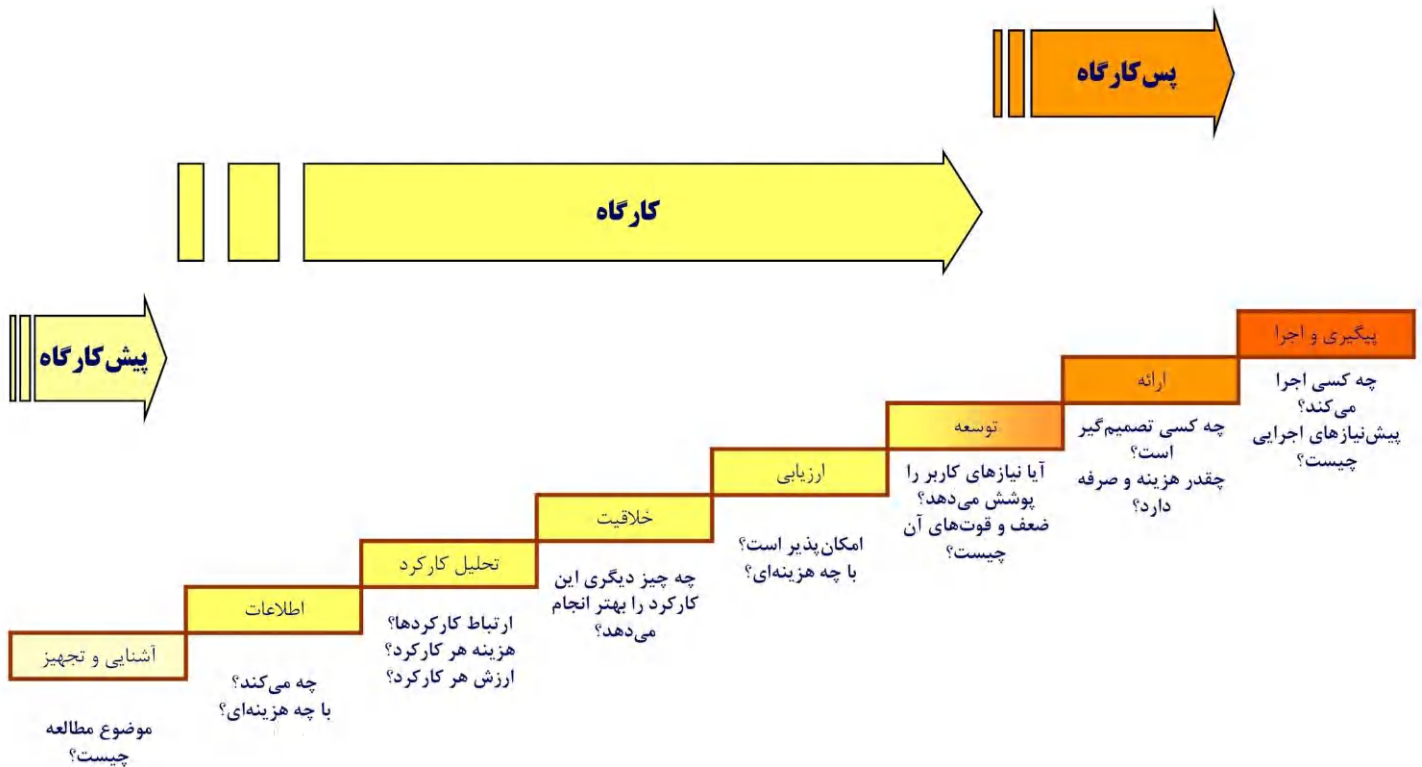 پس‌کارگاه
کارگاه
پیش‌کارگاه
پیگیری و اجرا
چه کسی اجرا
می‌کند؟
پیش‌نیازهای اجرایی
چیست؟
ارائه
چه کسی تصمیم‌گیر
است؟
چقدر هزینه و صرفه
دارد؟
توسعه
آیا نیازهای کاربر را
پوشش می‌دهد؟
ضعف و قوت‌های آن
چیست؟
ارزیابی
امکان‌پذیر است؟
با چه هزینه‌ای؟
خلاقیت
چه چیز دیگری این
کارکرد را بهتر انجام
می‌دهد؟
تحلیل کارکرد
ارتباط کارکردها؟
هزینه هر کارکرد؟
ارزش هر کارکرد؟
اطلاعات
چه می‌کند؟
با چه هزینه‌ای؟
آشنایی و تجهیز
موضوع مطالعه
چیست؟